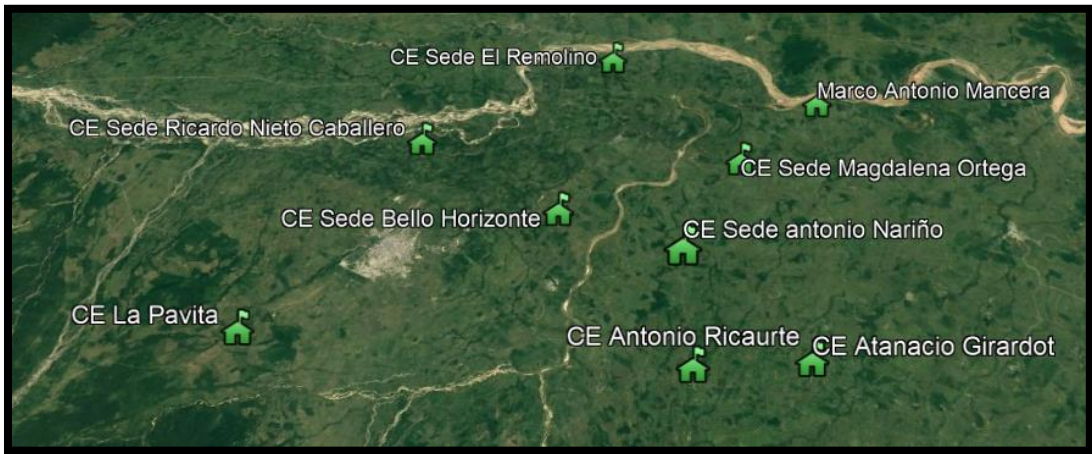 CE Sede El Remolino
Marco Antonio Mancera
CE Sede Ricardo Nieto Caballero
CE Sede Magdalena Ortega
CE Sede Bello Horizonte
CE Sede antonio Nariño
CE La Pavita
CE Antonio Ricaurte
CE Atanacio Girardot